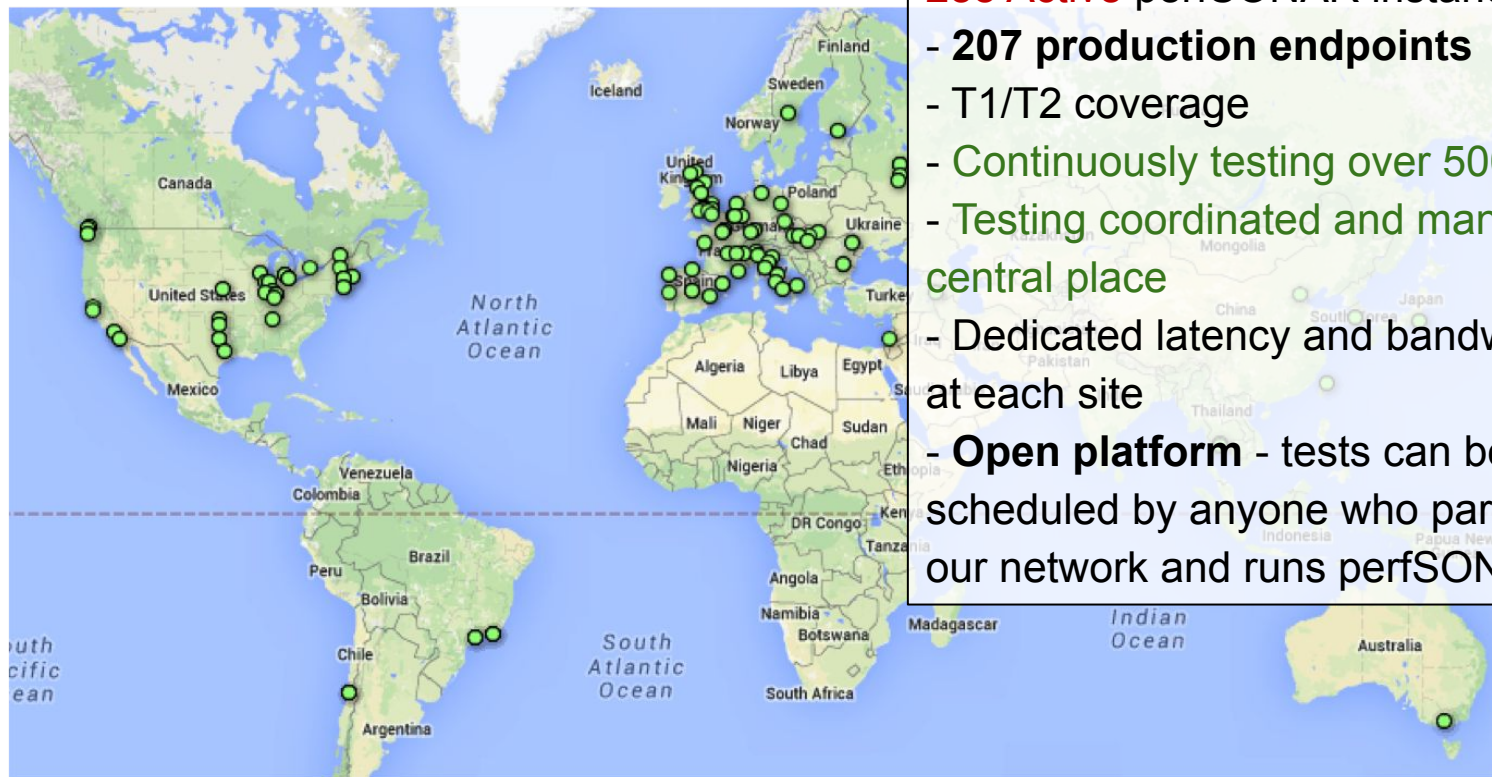 - 207 production endpoints
- T1/T2 coverage
- Continuously testing over
- Testing coordinated and
central place
- Dedicated latency and
at each site
- Open platform - tests can
scheduled by anyone who
our network and runs
Finland
Iceland
Sweden
Norway
United
Canada
Poland
Ukraine
United States
North
Atlantic
Ocean
Spain
Mongolia
China
Japan
Algeria
Libya
Egypt
Pakistan
Mexico
Mali
Niger
Chad
Sudan
Thailand
Nigeria
Venezuela
Colombia
DR Congo
Indonesia
Brazil
Peru
Angola
Bolivia
Namibia
Botswana
Madagascar
Indian
Ocean
Chile
South
Atlantic
Ocean
Australia
South Africa
Argentina